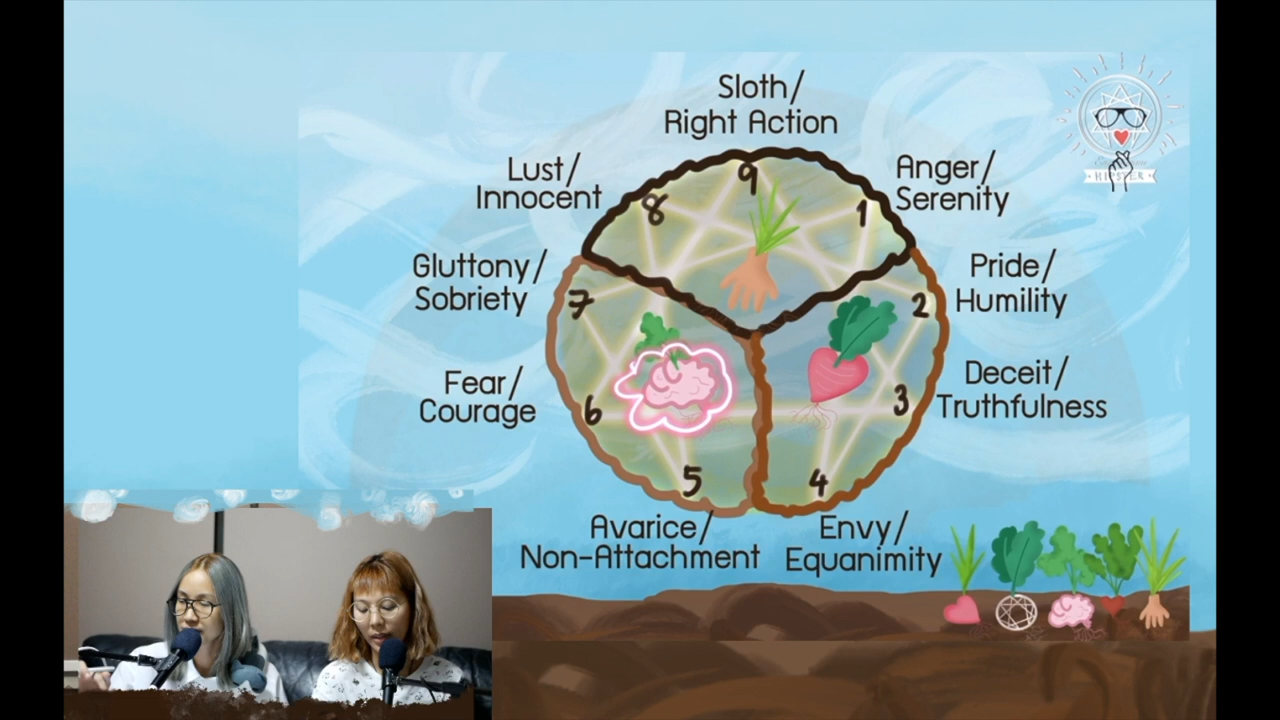 Sloth/
Right Action
Lust/
Innocent
Anger/
Serenity
9
8
1
Gluttony/
Sobriety
Pride/
Humility
7
2
Fear/
Courage
Deceit/
Truthfulness
6
3
5
4
Avarice/
Non-Attachment
Envy/
Equanimity
HIPSTER